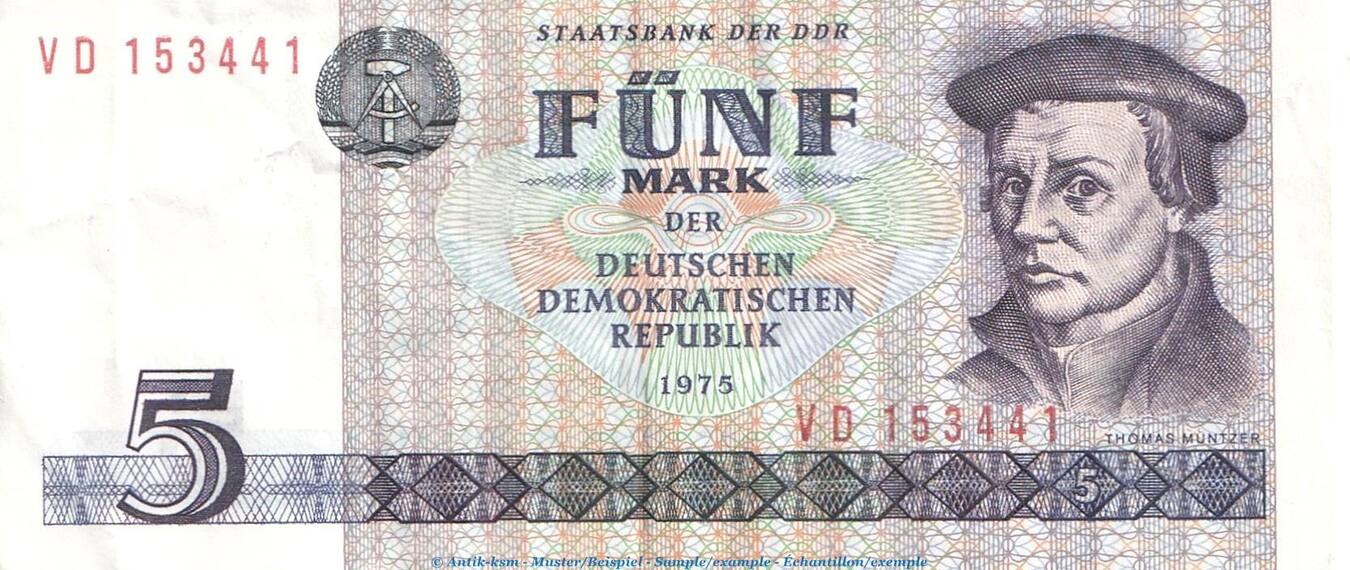 VD 153441
STAATSBANK DER DDR
FÜNF
MARK
DER
DEUTSCHEN
DEMOKRATISCHEN
REPUBLIK
1975
VD 153441
THOMAS MÜNTZER
5
5
© Antik-ksm - Muster/Beispiel - Sample/example - Échantillon/exemple